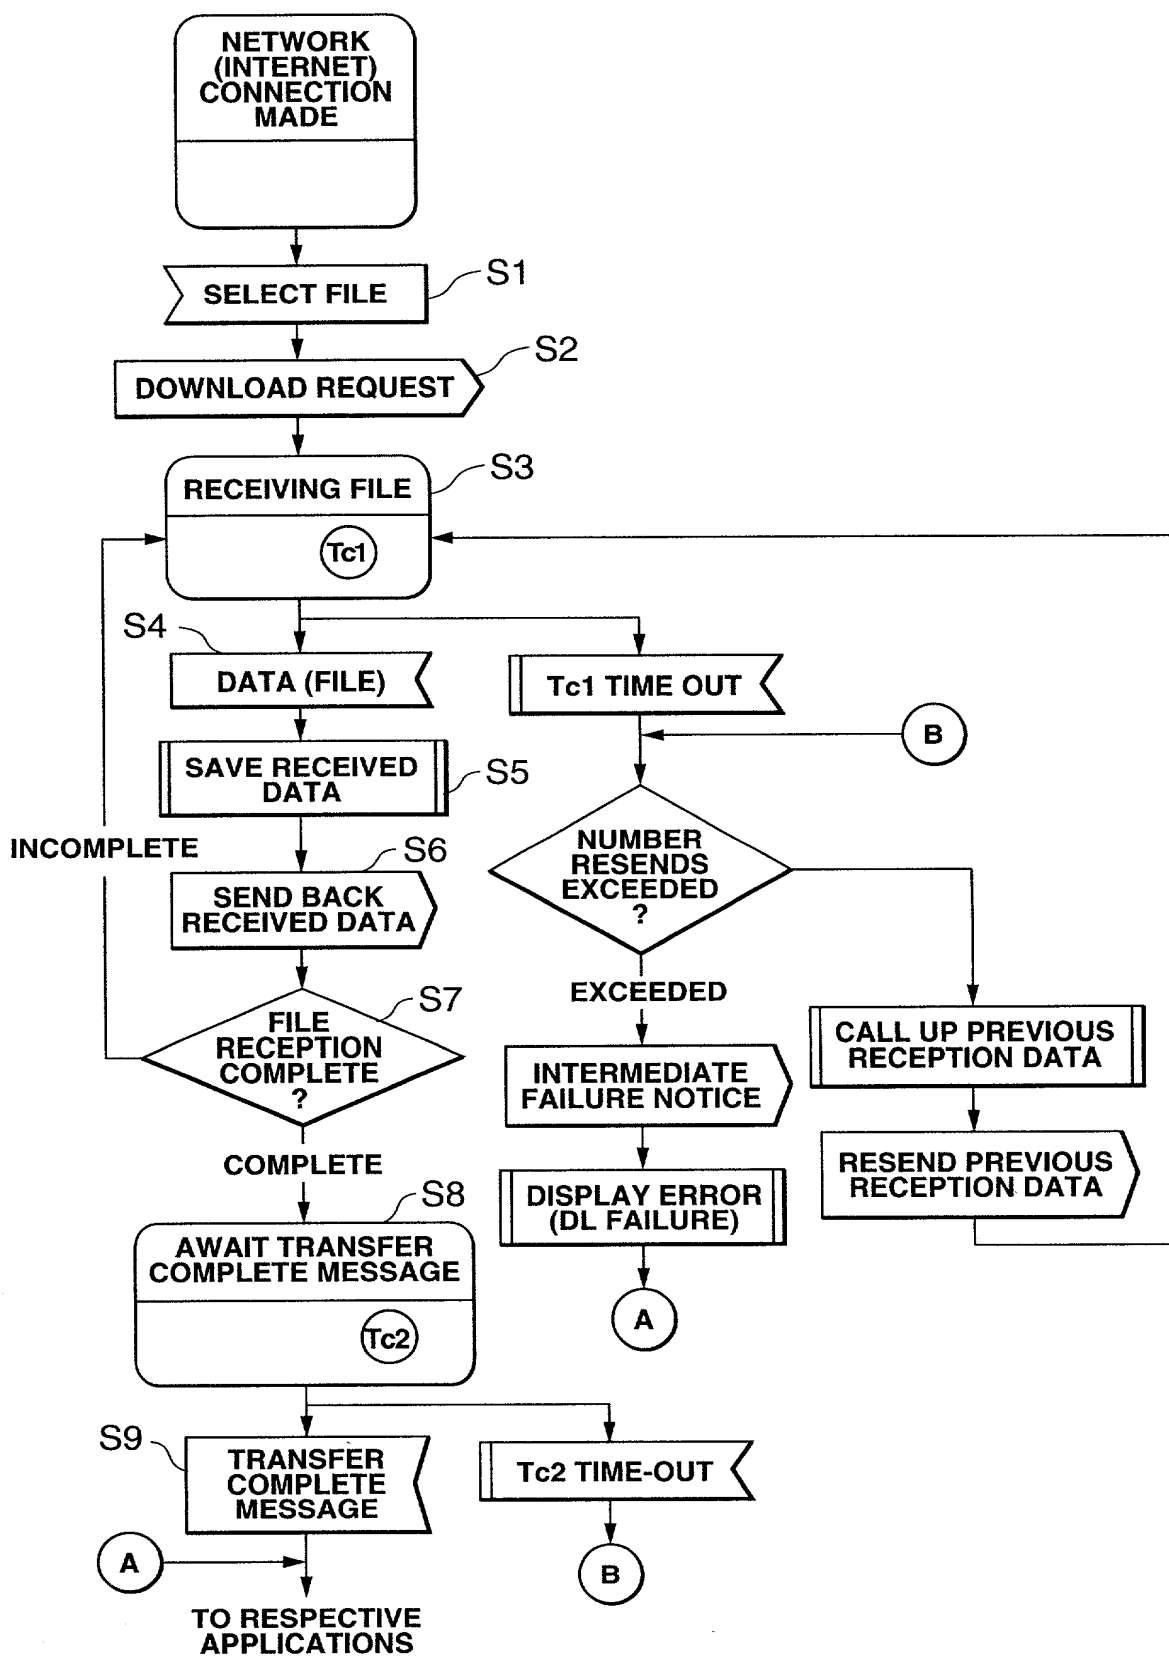 NETWORK
(INTERNET)
CONNECTION
MADE
SELECT FILE
S1
DOWNLOAD REQUEST
S2
RECEIVING FILE
S3
Tc1
S4
DATA (FILE)
Tc1 TIME OUT
B
SAVE RECEIVED
DATA
S5
INCOMPLETE
S6
SEND BACK
RECEIVED DATA
NUMBER
RESENDS
EXCEEDED
?
S7
FILE
RECEPTION
COMPLETE
?
EXCEEDED
CALL UP PREVIOUS
RECEPTION DATA
INTERMEDIATE
FAILURE NOTICE
COMPLETE
RESEND PREVIOUS
RECEPTION DATA
DISPLAY ERROR
(DL FAILURE)
S8
AWAIT TRANSFER
COMPLETE MESSAGE
Tc2
A
S9
TRANSFER
COMPLETE
MESSAGE
Tc2 TIME-OUT
A
B
TO RESPECTIVE
APPLICATIONS